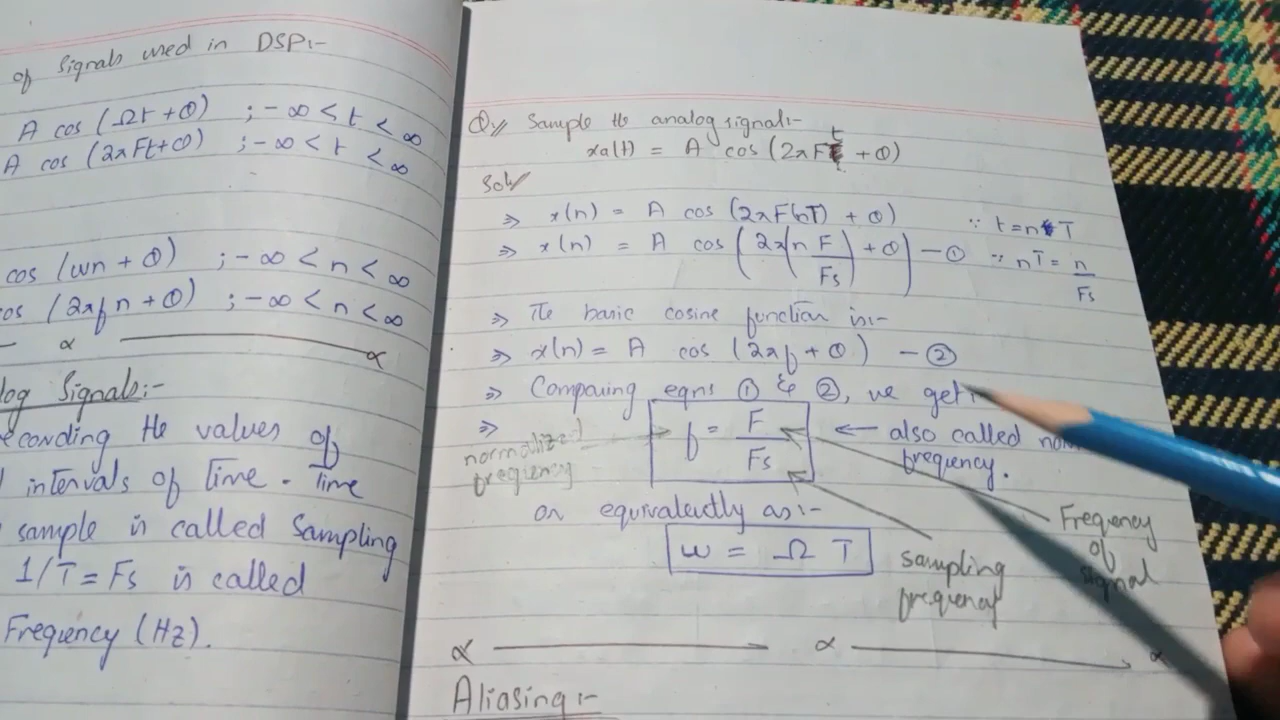 of signals used in DSP:-
A cos (Ωt + θ) ; -∞ < t < ∞
A cos (2πFt + θ) ; -∞ < t < ∞
cos (ωn + θ) ; -∞ < n < ∞
cos (2πfn + θ) ; -∞ < n < ∞
α α
log Signals:-
the values of
intervals of Time. Time
sample is called Sampling
1/T = Fs is called
Frequency (Hz).
Q// Sample the analog signal:-
xa(t) = A cos (2πFt + θ)
Sol//
⇒ x(n) = A cos (2πF(nT) + θ) ∵ t = nT
⇒ x(n) = A cos (2π(n F/Fs) + θ) — ① ∵ nT = n/Fs
⇒ The basic cosine function is:-
⇒ x(n) = A cos (2πf + θ) — ②
⇒ Comparing eqns ① & ②, we get:
⇒ f = F/Fs ← also called
frequency.
normalized
frequency
or equivalently as:-
ω = Ω T
sampling
frequency
Frequency
of
signal
α α α
Aliasing:-